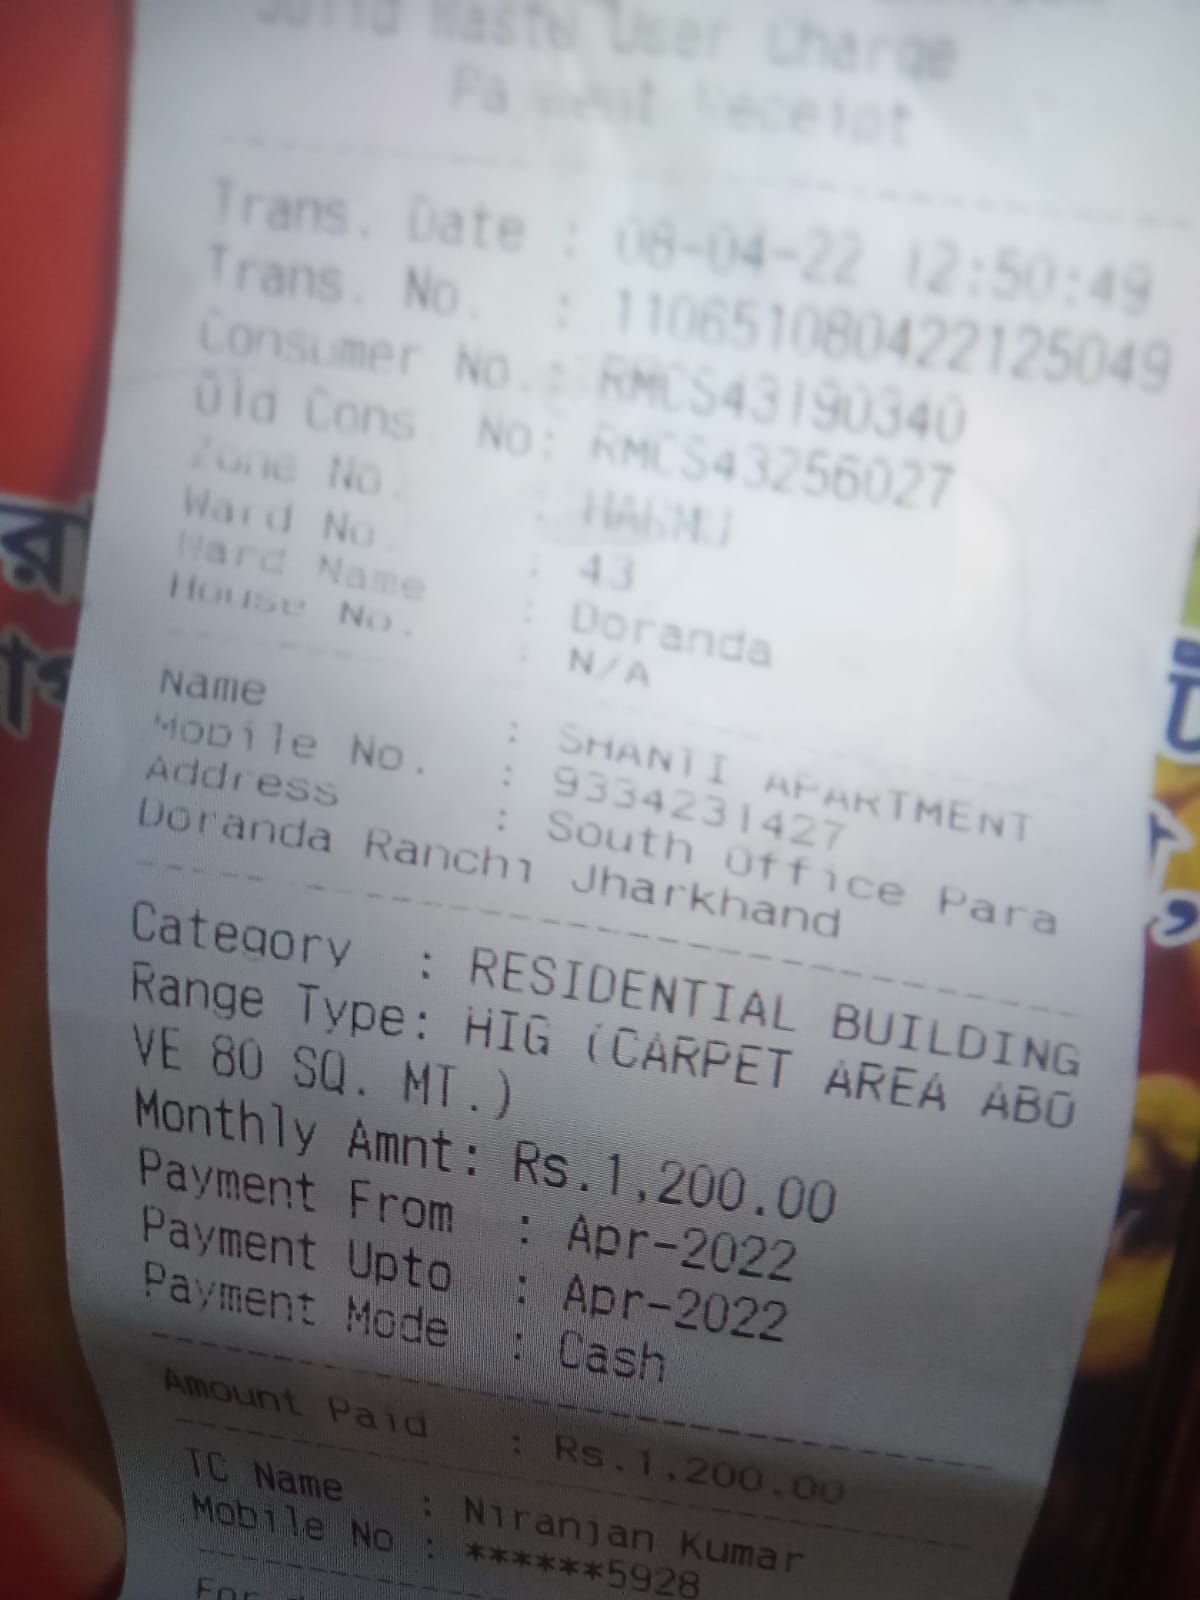 Solid Waste User Charge
Payment Receipt
Trans. Date : 08-04-22 12:50:49
Trans. No. : 110651080422125049
Consumer No.: RMCS43190340
Old Cons. NO: RMCS43256027
Zone No. :
Ward No. : 43
Ward Name : Doranda
House No. : N/A
Name : SHANTI APARTMENT
Mobile No. : 9334231427
Address : South Office Para
Doranda Ranchi Jharkhand
Category : RESIDENTIAL BUILDING
Range Type: HIG (CARPET AREA ABO
VE 80 SQ. MT.)
Monthly Amnt: Rs.1,200.00
Payment From : Apr-2022
Payment Upto : Apr-2022
Payment Mode : Cash
Amount Paid : Rs.1,200.00
TC Name : Niranjan Kumar
Mobile No : ******5928
For